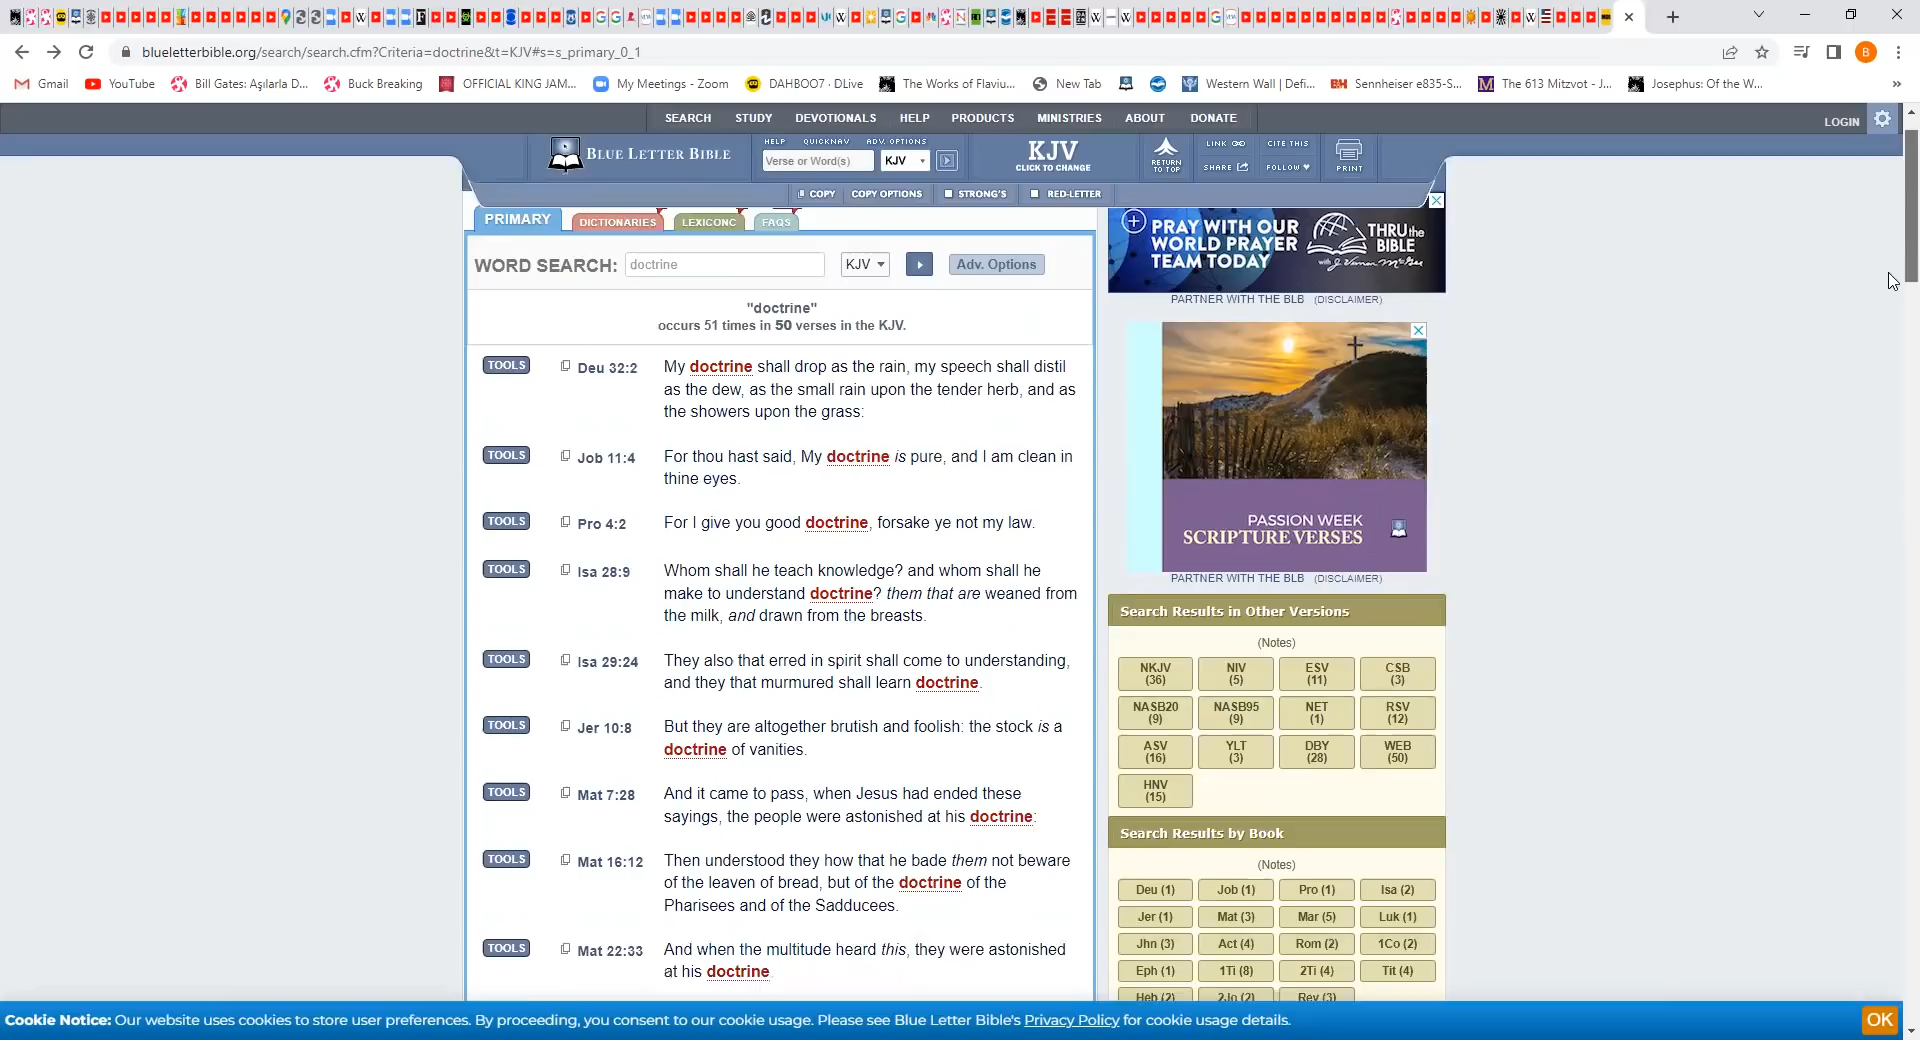 blueletterbible.org/search/search.cfm?Criteria=doctrine&t=KJV#s=s_primary_0_1
B
Gmail YouTube Bill Gates: Aşılarla D... Buck Breaking OFFICIAL KING JAM... My Meetings - Zoom DAHBOO7 · DLive The Works of Flaviu... New Tab Western Wall | Defi... Sennheiser e835-S... The 613 Mitzvot - J... Josephus: Of the W...
SEARCH STUDY DEVOTIONALS HELP PRODUCTS MINISTRIES ABOUT DONATE
LOGIN
BLUE LETTER BIBLE
HELP QUICKNAV ADV. OPTIONS
Verse or Word(s) KJV
KJV
CLICK TO CHANGE
RETURN
TO TOP
LINK CITE THIS
SHARE FOLLOW
PRINT
COPY COPY OPTIONS STRONG'S RED-LETTER
PRIMARY DICTIONARIES LEXICONC FAQS
WORD SEARCH: doctrine KJV Adv. Options
"doctrine"
occurs 51 times in 50 verses in the KJV.
TOOLS Deu 32:2 My doctrine shall drop as the rain, my speech shall distil
as the dew, as the small rain upon the tender herb, and as
the showers upon the grass:
TOOLS Job 11:4 For thou hast said, My doctrine is pure, and I am clean in
thine eyes.
TOOLS Pro 4:2 For I give you good doctrine, forsake ye not my law.
TOOLS Isa 28:9 Whom shall he teach knowledge? and whom shall he
make to understand doctrine? them that are weaned from
the milk, and drawn from the breasts.
TOOLS Isa 29:24 They also that erred in spirit shall come to understanding,
and they that murmured shall learn doctrine.
TOOLS Jer 10:8 But they are altogether brutish and foolish: the stock is a
doctrine of vanities.
TOOLS Mat 7:28 And it came to pass, when Jesus had ended these
sayings, the people were astonished at his doctrine:
TOOLS Mat 16:12 Then understood they how that he bade them not beware
of the leaven of bread, but of the doctrine of the
Pharisees and of the Sadducees.
TOOLS Mat 22:33 And when the multitude heard this, they were astonished
at his doctrine.
PRAY WITH OUR
WORLD PRAYER
TEAM TODAY
THRU the
BIBLE
with J. Vernon McGee
PARTNER WITH THE BLB (DISCLAIMER)
PASSION WEEK
SCRIPTURE VERSES
PARTNER WITH THE BLB (DISCLAIMER)
Search Results in Other Versions
(Notes)
NKJV NIV ESV CSB
(36) (5) (11) (3)
NASB20 NASB95 NET RSV
(9) (9) (1) (12)
ASV YLT DBY WEB
(16) (3) (28) (50)
HNV
(15)
Search Results by Book
(Notes)
Deu (1) Job (1) Pro (1) Isa (2)
Jer (1) Mat (3) Mar (5) Luk (1)
Jhn (3) Act (4) Rom (2) 1Co (2)
Eph (1) 1Ti (8) 2Ti (4) Tit (4)
Heb (2) 2Jo (2) Rev (3)
Cookie Notice: Our website uses cookies to store user preferences. By proceeding, you consent to our cookie usage. Please see Blue Letter Bible's Privacy Policy for cookie usage details.
OK